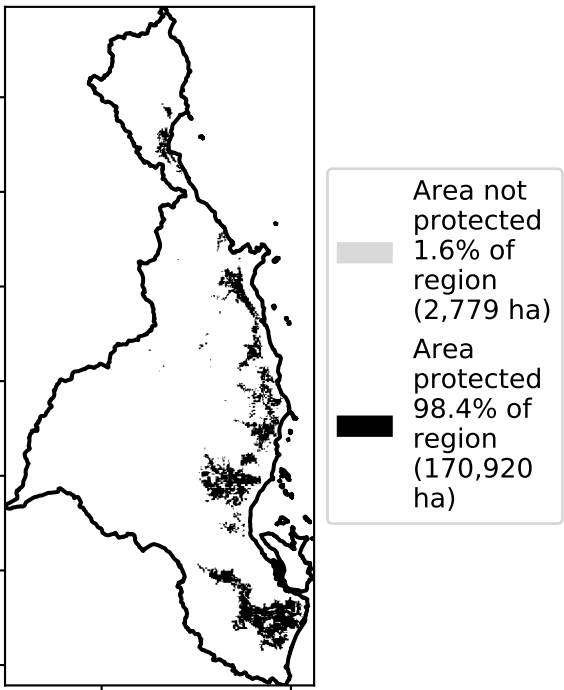 Area not
protected
1.6% of
region
(2,779 ha)
Area
protected
98.4% of
region
(170,920
ha)